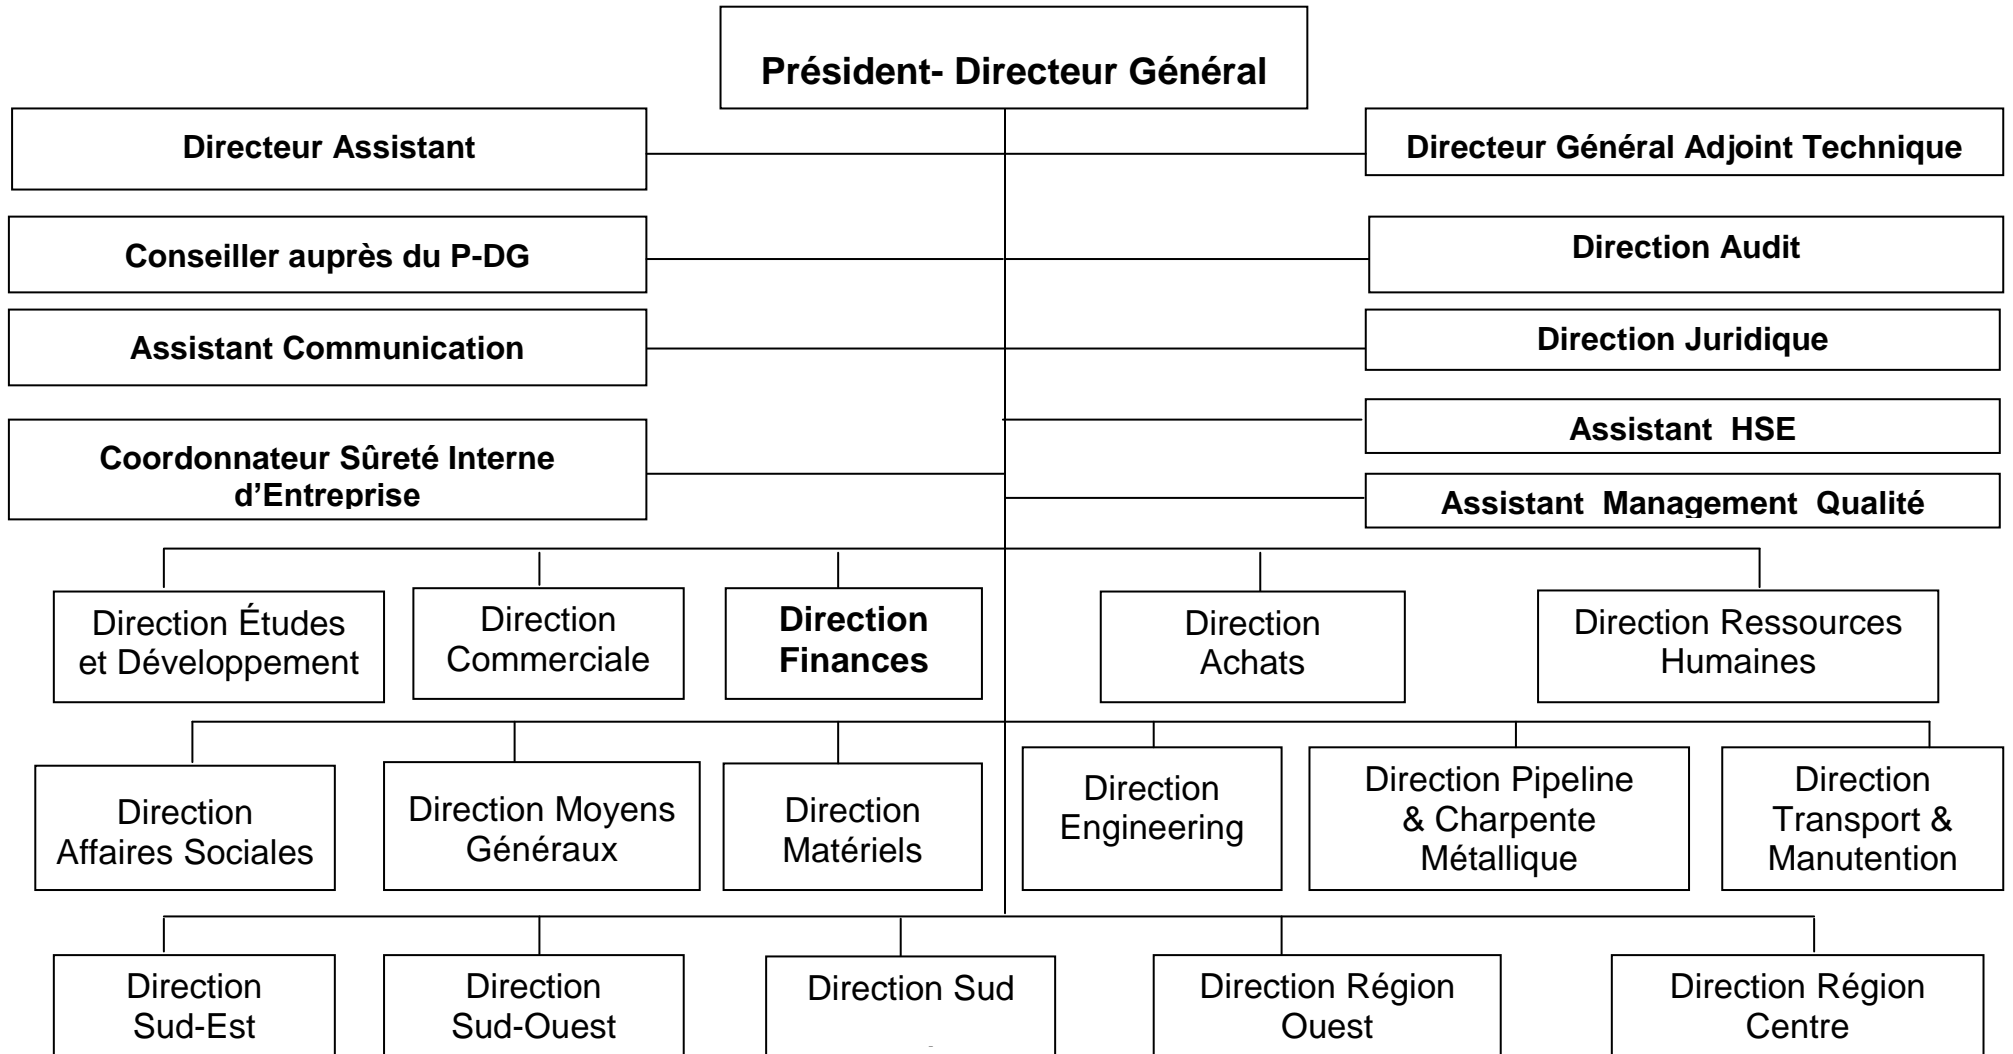 Président- Directeur Général
Directeur Assistant
Directeur Général Adjoint Technique
Conseiller auprès du P-DG
Direction Audit
Assistant Communication
Direction Juridique
Assistant HSE
Coordonnateur Sûreté Interne
d’Entreprise
Assistant Management Qualité
Direction Études
et Développement
Direction
Commerciale
Direction
Finances
Direction
Achats
Direction Ressources
Humaines
Direction
Affaires Sociales
Direction Moyens
Généraux
Direction
Matériels
Direction
Engineering
Direction Pipeline
& Charpente
Métallique
Direction
Transport &
Manutention
Direction
Sud-Est
Direction
Sud-Ouest
Direction Sud
Direction Région
Ouest
Direction Région
Centre